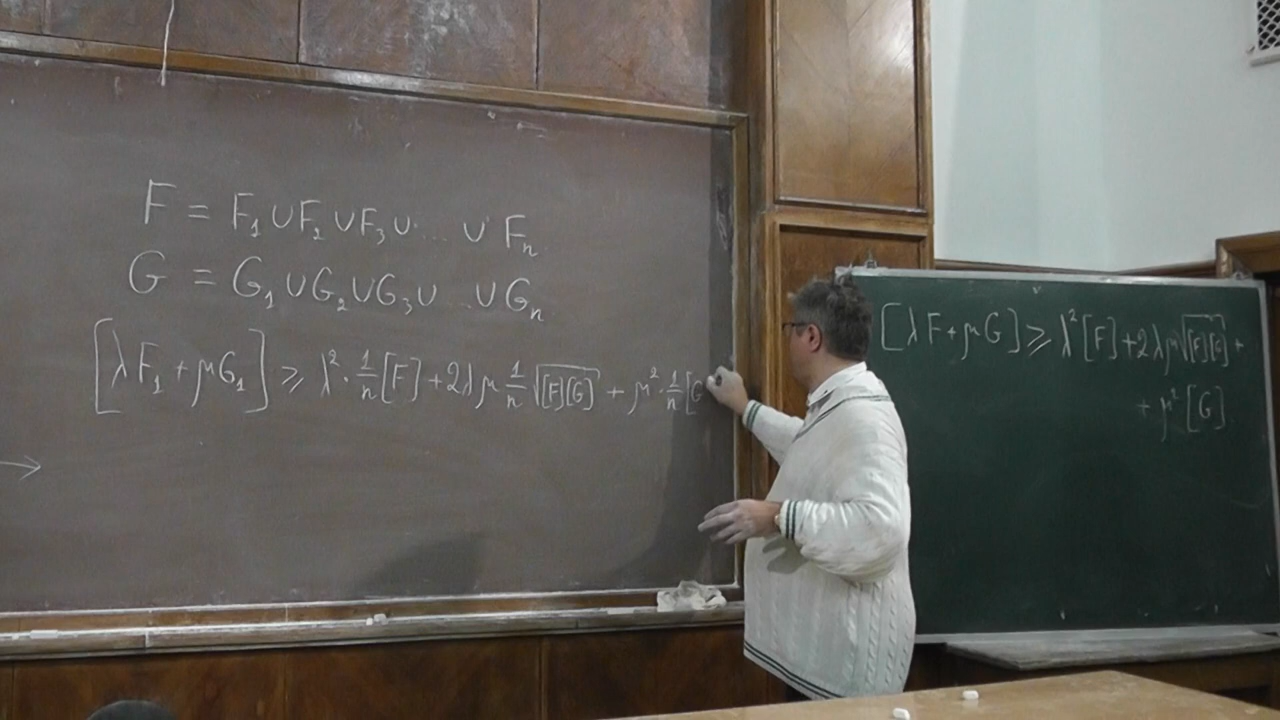 F = F₁ ∪ F₂ ∪ F₃ ∪ ... ∪ Fₙ
G = G₁ ∪ G₂ ∪ G₃ ∪ .. ∪ Gₙ
[λF₁ + μG₁] ⩾ λ² · 1/n [F] + 2λμ 1/n √([F][G]) + μ² · 1/n [G
→
[λF + μG] ⩾ λ²[F] + 2λμ√([F][G]) +
+ μ² [G].